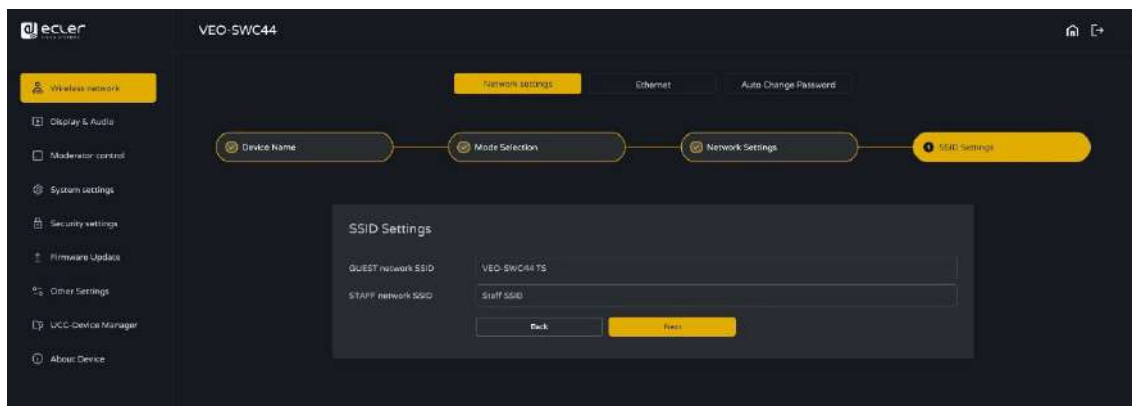 ecler
VEO-SWC44
Wireless network
Display & Audio
Moderator control
System settings
Security settings
Firmware Update
Other Settings
UCC-Device Manager
About Device
Network settings
Ethernet
Auto Change Password
Device Name
Mode Selection
Network Settings
SSID Settings
SSID Settings
GUEST network SSID
VEO-SWC44 TS
STAFF network SSID
Staff SSID
Back
Next